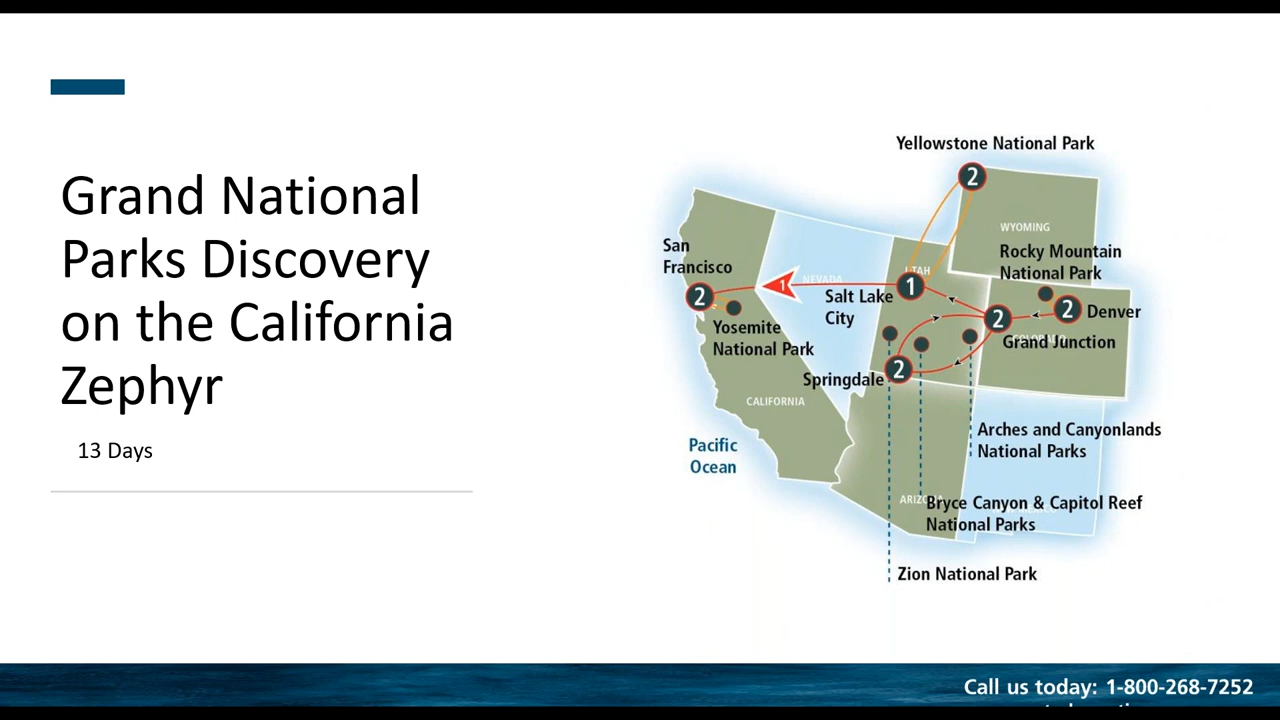 Grand National
Parks Discovery
on the California
Zephyr
13 Days
Yellowstone National Park
2
WYOMING
Rocky Mountain
National Park
San
Francisco
NEVADA
UTAH
1
1
2
Salt Lake
City
2
2
Denver
Yosemite
National Park
Grand Junction
2
Springdale
CALIFORNIA
Arches and Canyonlands
National Parks
Pacific
Ocean
Bryce Canyon & Capitol Reef
National Parks
Zion National Park
Call us today: 1-800-268-7252